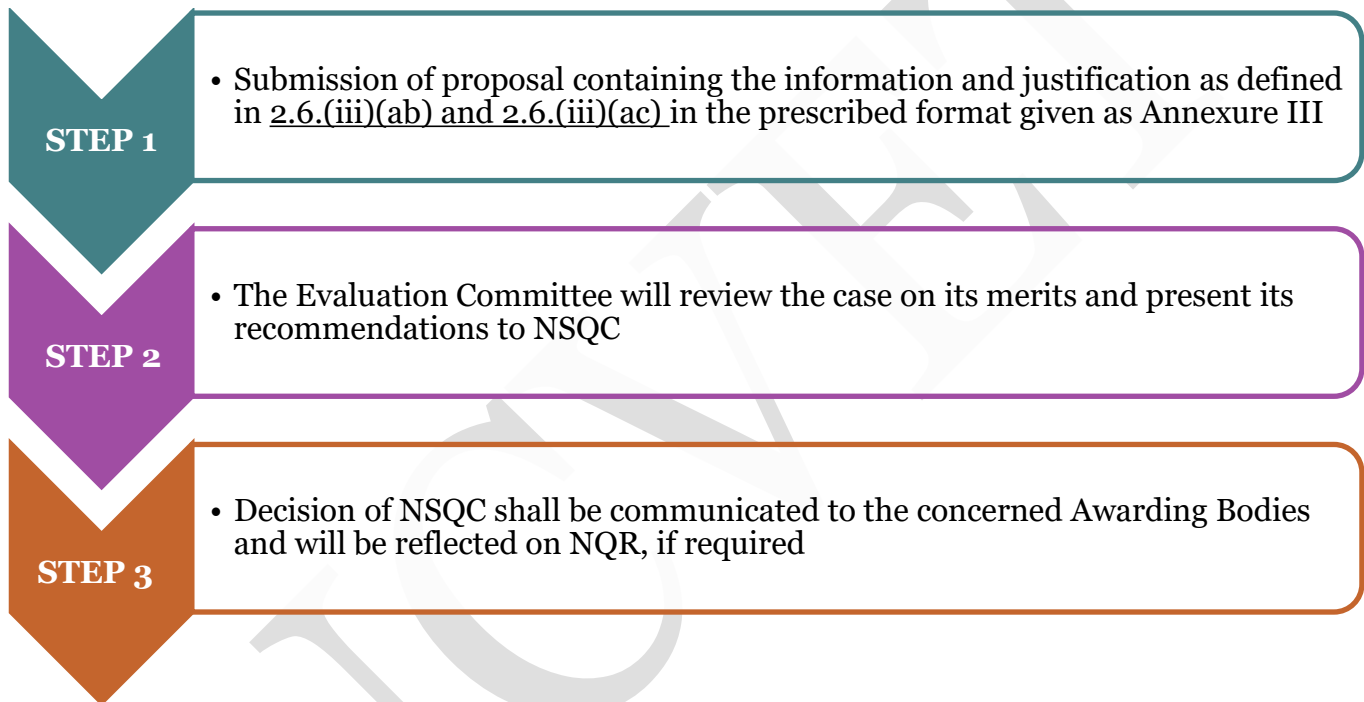 STEP 1
• Submission of proposal containing the information and justification as defined
in 2.6.(iii)(ab) and 2.6.(iii)(ac) in the prescribed format given as Annexure III
STEP 2
• The Evaluation Committee will review the case on its merits and present its
recommendations to NSQC
STEP 3
• Decision of NSQC shall be communicated to the concerned Awarding Bodies
and will be reflected on NQR, if required
NCVET